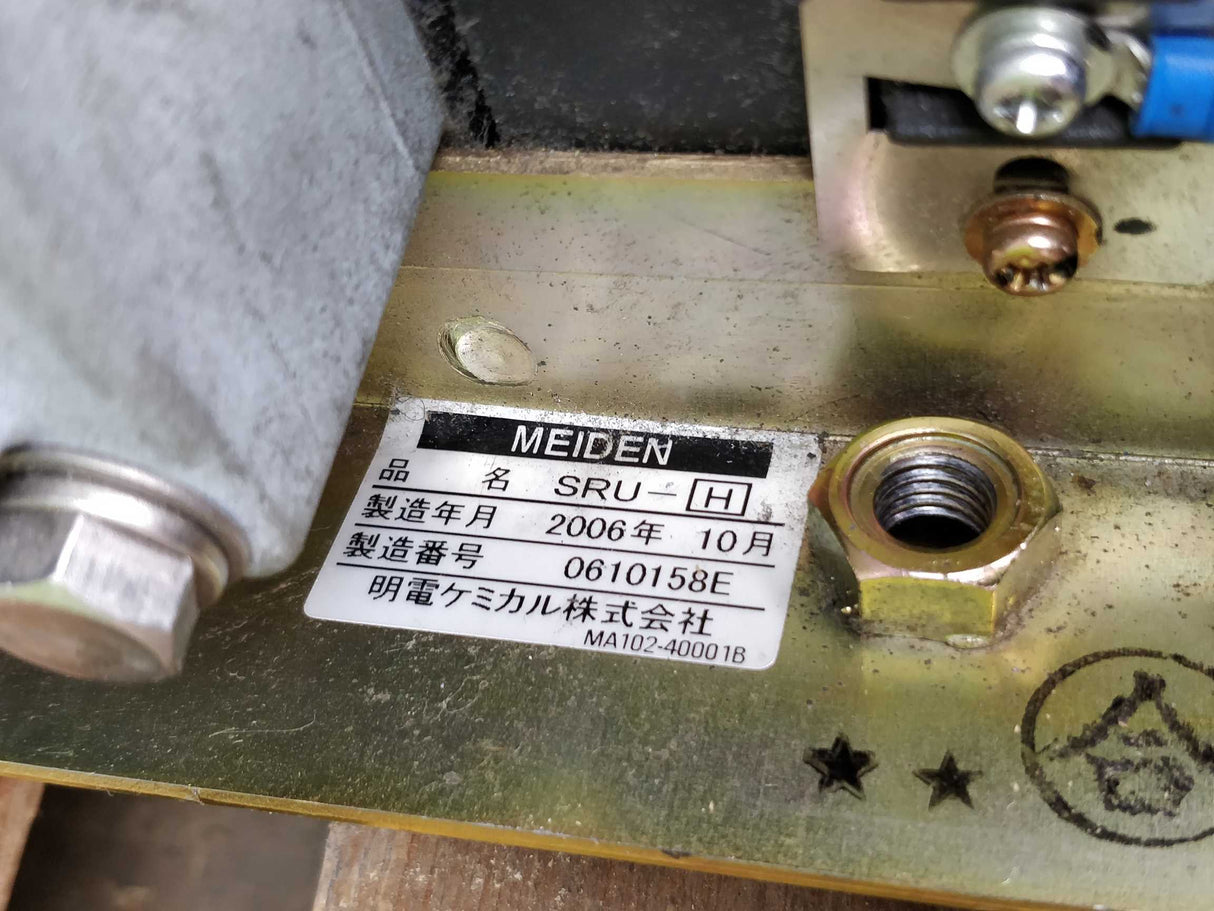 MEIDEN
品 名 SRU-H
製造年月 2006年 10月
製造番号 0610158E
明電ケミカル株式会社
MA102-40001B
合